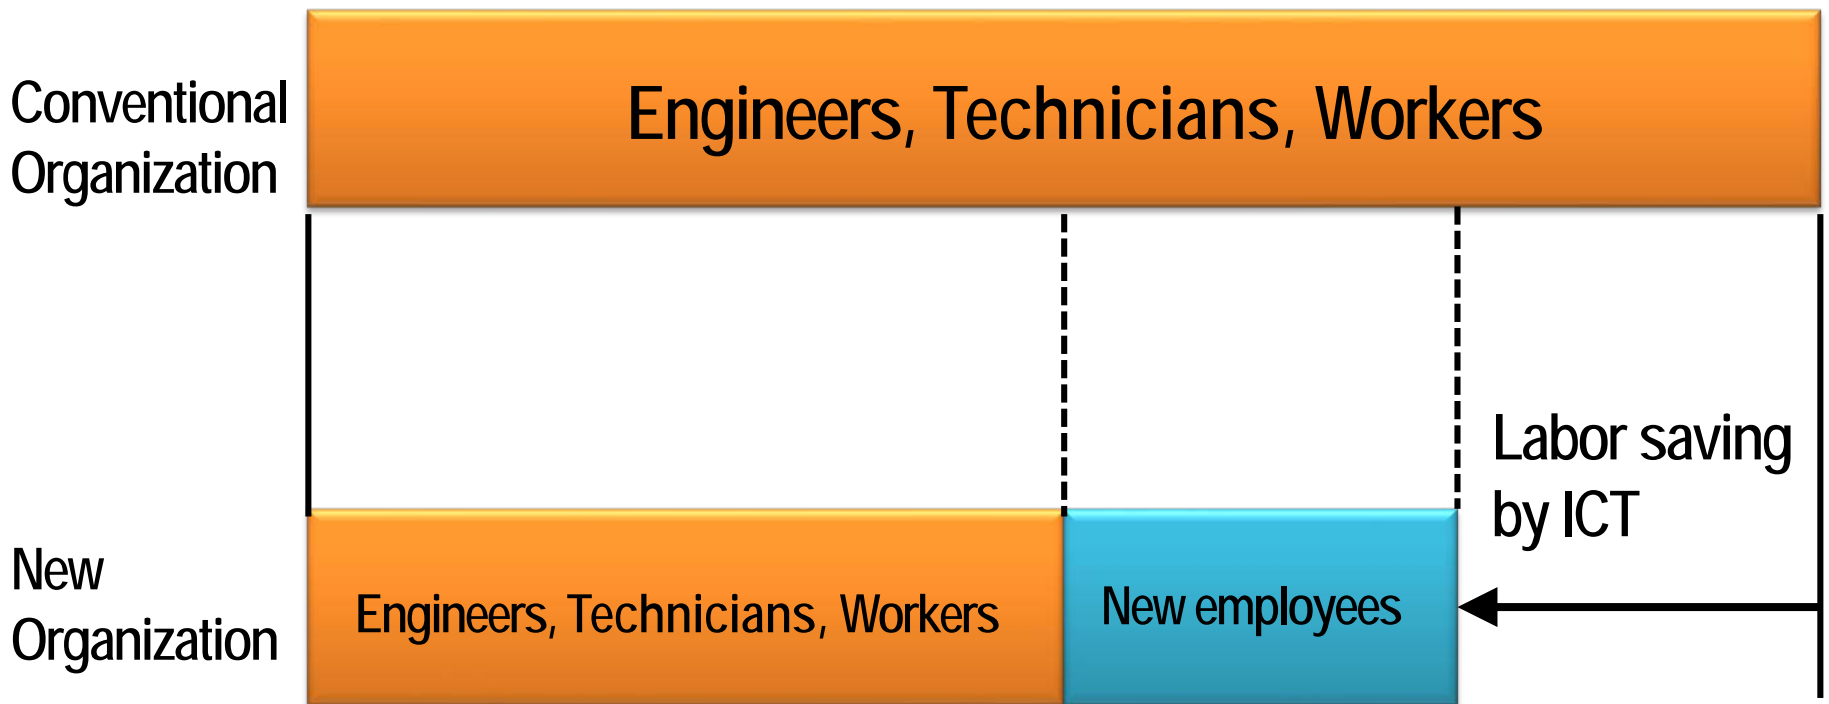 Conventional
Organization
Engineers, Technicians, Workers
Labor saving
by ICT
New
Organization
Engineers, Technicians, Workers
New employees